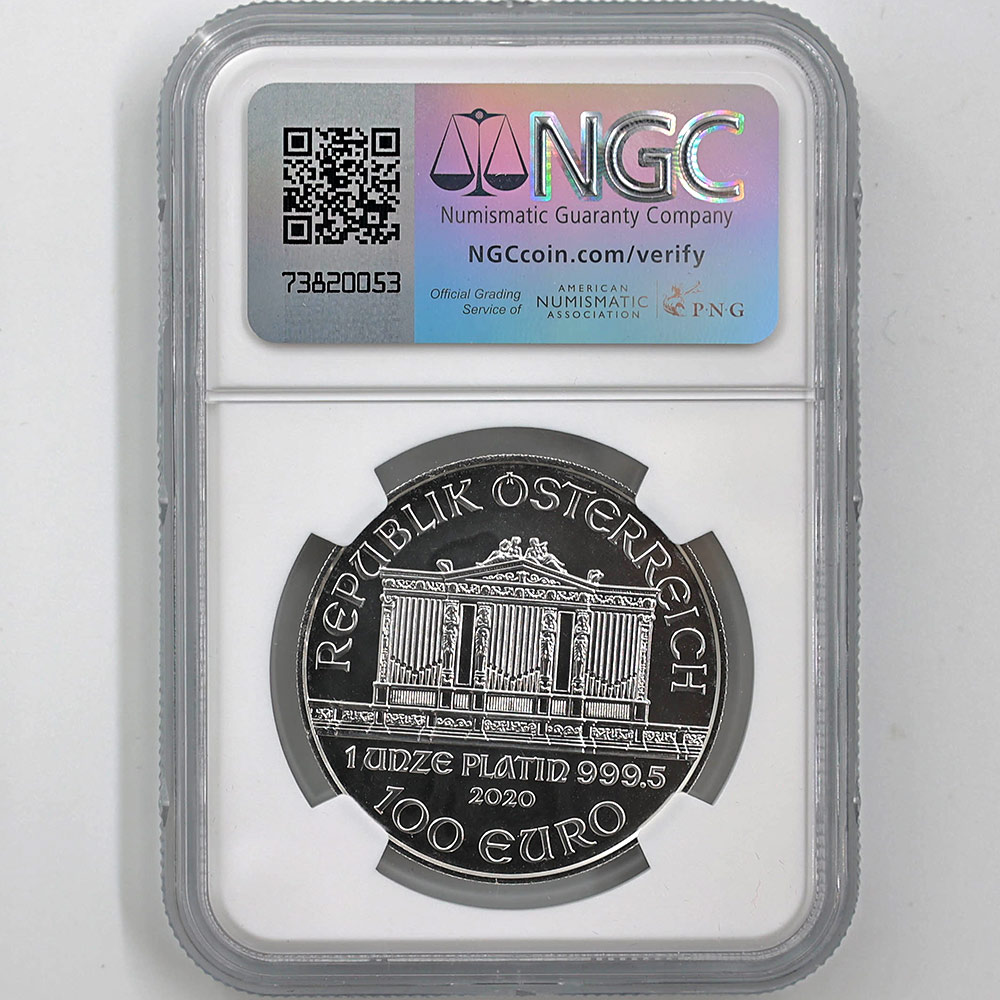 NGC
Numismatic Guaranty Company
NGCcoin.com/verify
73820053
Official Grading
Service of
AMERICAN
NUMISMATIC
ASSOCIATION
P·N·G
REPUBLIK ÖSTERREICH
1 UNZE PLATIN 999.5
2020
100 EURO